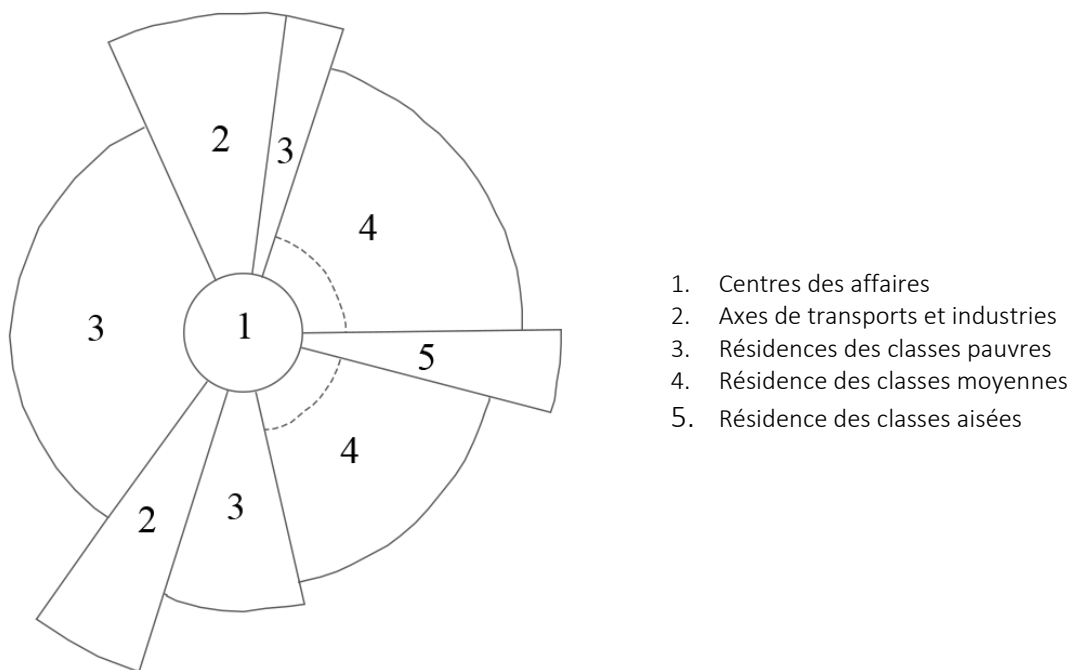 2
3
4
3
1
5
4
3
2
1. Centres des affaires
2. Axes de transports et industries
3. Résidences des classes pauvres
4. Résidence des classes moyennes
5. Résidence des classes aisées